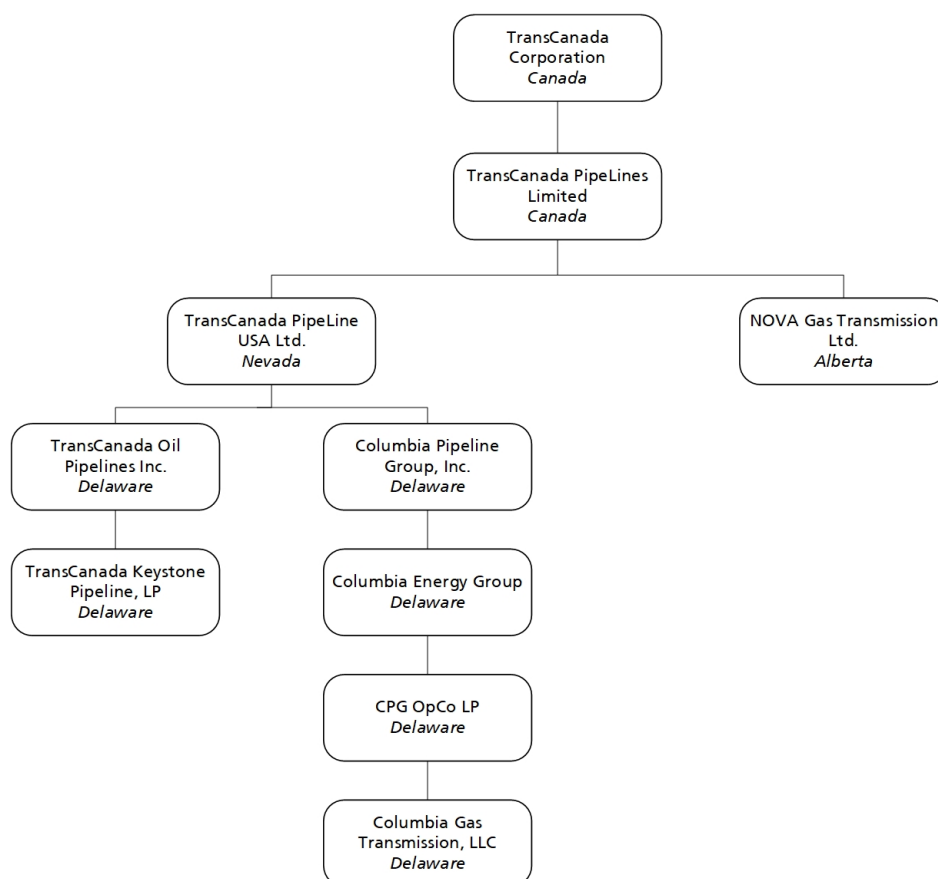 TransCanada
Corporation
Canada
TransCanada PipeLines
Limited
Canada
TransCanada PipeLine
USA Ltd.
Nevada
NOVA Gas Transmission
Ltd.
Alberta
TransCanada Oil
Pipelines Inc.
Delaware
Columbia Pipeline
Group, Inc.
Delaware
TransCanada Keystone
Pipeline, LP
Delaware
Columbia Energy Group
Delaware
CPG OpCo LP
Delaware
Columbia Gas
Transmission, LLC
Delaware